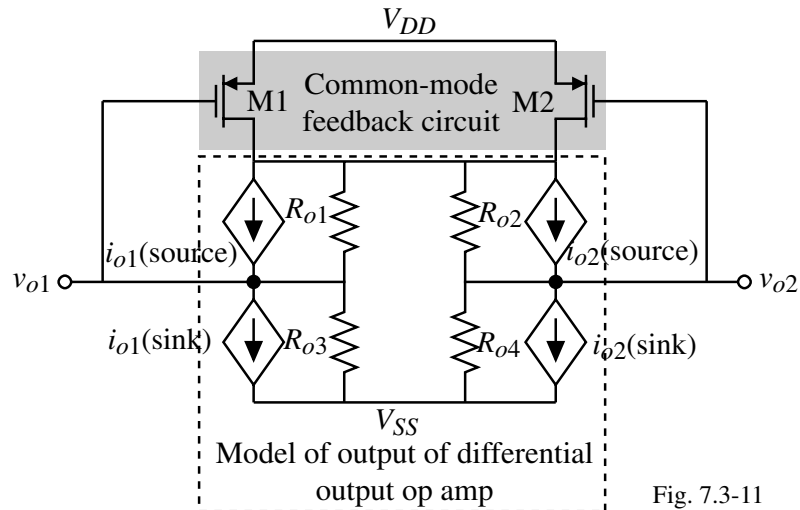 V_DD
M1
Common-mode
feedback circuit
M2
R_o1
R_o2
i_o1(source)
i_o2(source)
v_o1
v_o2
i_o1(sink)
R_o3
R_o4
i_o2(sink)
V_SS
Model of output of differential
output op amp
Fig. 7.3-11